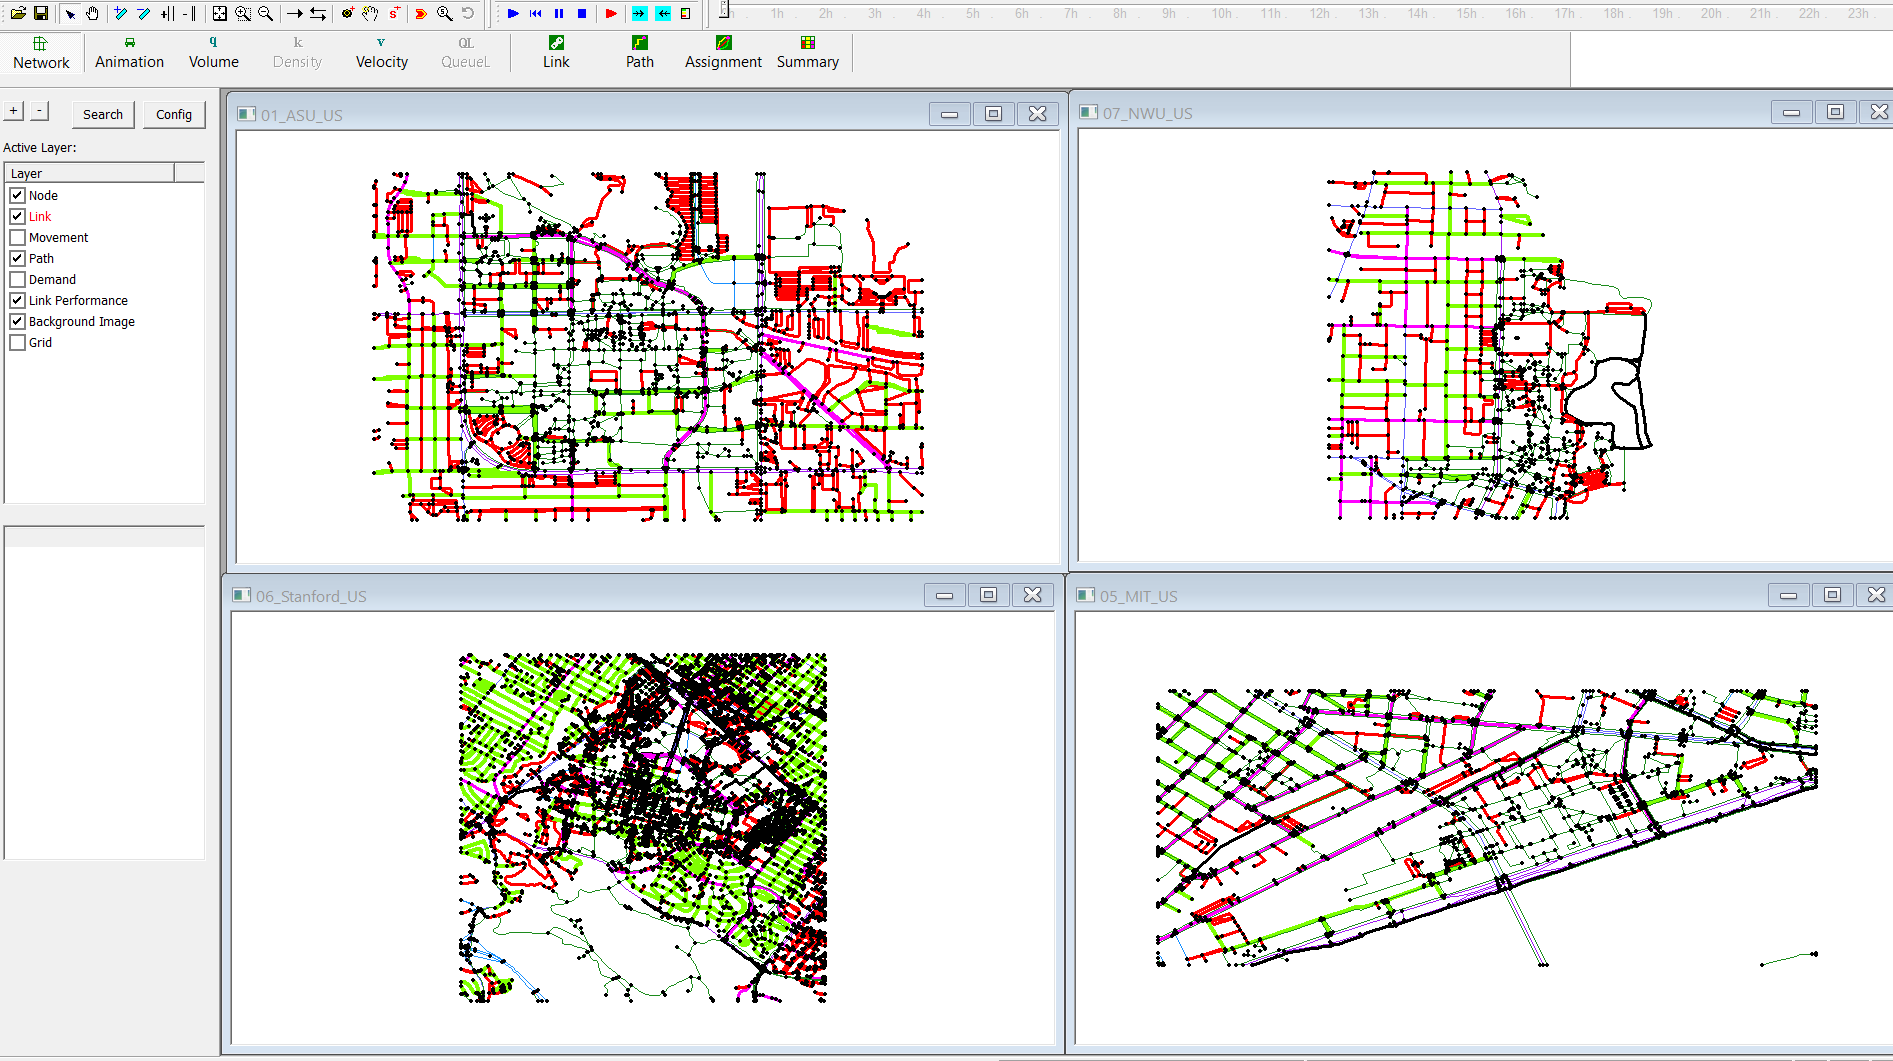 1h . 2h . 3h . 4h . 5h . 6h . 7h . 8h . 9h . 10h . 11h . 12h . 13h . 14h . 15h . 16h . 17h . 18h . 19h . 20h . 21h . 22h . 23h .
Network Animation Volume Density Velocity QueueL Link Path Assignment Summary
q k v QL
+ - Search Config
Active Layer:
Layer
Node
Link
Movement
Path
Demand
Link Performance
Background Image
Grid
01_ASU_US
07_NWU_US
06_Stanford_US
05_MIT_US